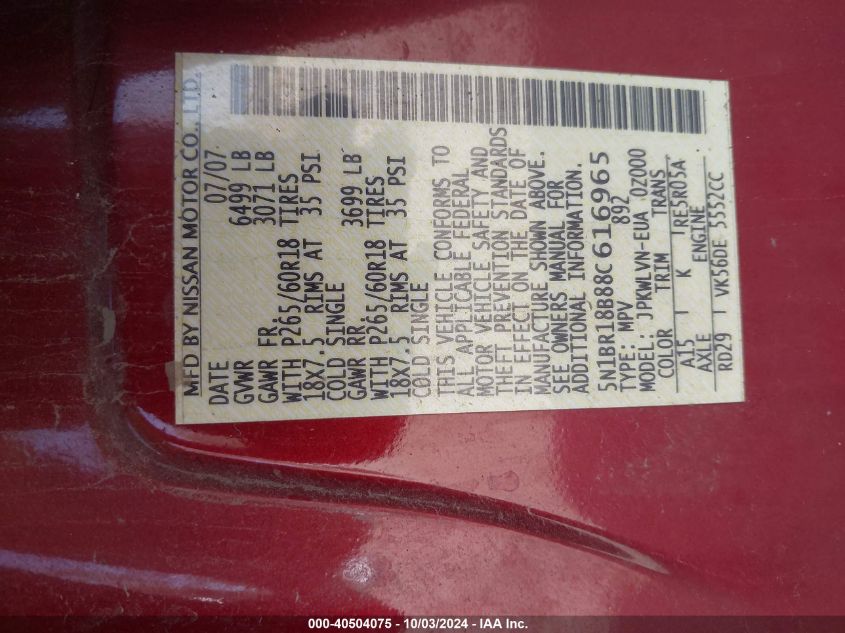 MFD BY NISSAN MOTOR CO., LTD.
DATE 07/07
GVWR 6499 LB
GAWR FR. 3071 LB
WITH P265/60R18 TIRES
18X7.5 RIMS AT 35 PSI
COLD SINGLE
GAWR RR. 3699 LB
WITH P265/60R18 TIRES
18X7.5 RIMS AT 35 PSI
COLD SINGLE
THIS VEHICLE CONFORMS TO
ALL APPLICABLE FEDERAL
MOTOR VEHICLE SAFETY AND
THEFT PREVENTION STANDARDS
IN EFFECT ON THE DATE OF
MANUFACTURE SHOWN ABOVE.
SEE OWNERS MANUAL FOR
ADDITIONAL INFORMATION.
5N1BR18B88C616965
TYPE: MPV 892
MODEL: JPKWLVN-EUA OZ000
COLOR TRIM TRANS
A15 K RE5R05A
AXLE ENGINE
RD29 VK56DE 5552CC
000-40504075 - 10/03/2024 - IAA Inc.